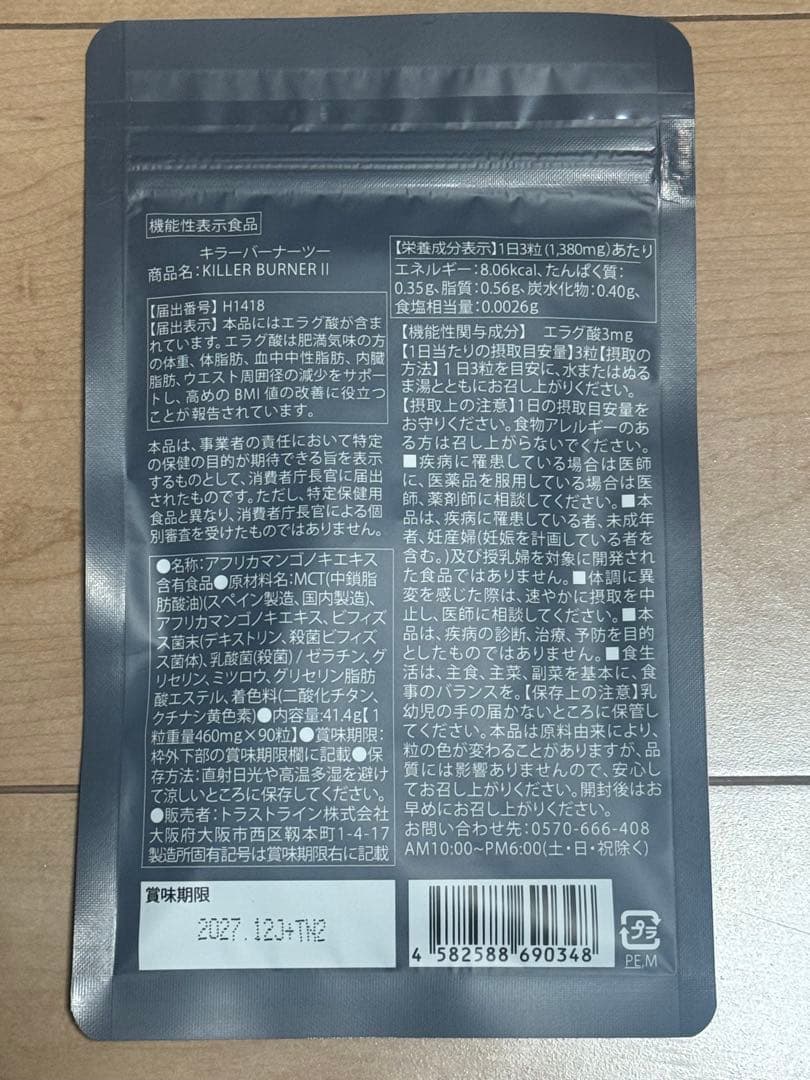 機能性表示食品
キラーバーナーツー
商品名:KILLER BURNER II
【届出番号】H1418
【届出表示】本品にはエラグ酸が含ま
れています。エラグ酸は肥満気味の方
の体重、体脂肪、血中中性脂肪、内臓
脂肪、ウエスト周囲径の減少をサポー
トし、高めのBMI値の改善に役立つ
ことが報告されています。
本品は、事業者の責任において特定
の保健の目的が期待できる旨を表示
するものとして、消費者庁長官に届出
されたものです。ただし、特定保健用
食品と異なり、消費者庁長官による個
別審査を受けたものではありません。
●名称:アフリカマンゴノキエキス
含有食品●原材料名:MCT(中鎖脂
肪酸油)(スペイン製造、国内製造)、
アフリカマンゴノキエキス、ビフィズ
ス菌末(デキストリン、殺菌ビフィズ
ス菌体)、乳酸菌(殺菌)/ゼラチン、グ
リセリン、ミツロウ、グリセリン脂肪
酸エステル、着色料(二酸化チタン、
クチナシ黄色素)●内容量:41.4g【1
粒重量460mg×90粒】●賞味期限:
枠外下部の賞味期限欄に記載●保
存方法:直射日光や高温多湿を避け
て涼しいところに保存してください。
●販売者:トラストライン株式会社
大阪府大阪市西区靱本町1-4-17
製造所固有記号は賞味期限右に記載
【栄養成分表示】1日3粒(1,380mg)あたり
エネルギー:8.06kcal、たんぱく質:
0.35g、脂質:0.56g、炭水化物:0.40g、
食塩相当量:0.0026g
【機能性関与成分】 エラグ酸3mg
【1日当たりの摂取目安量】3粒【摂取の
方法】1日3粒を目安に、水またはぬる
ま湯とともにお召し上がりください。
【摂取上の注意】1日の摂取目安量を
お守りください。食物アレルギーのあ
る方は召し上がらないでください。
■疾病に罹患している場合は医師
に、医薬品を服用している場合は医
師、薬剤師に相談してください。■本
品は、疾病に罹患している者、未成年
者、妊産婦(妊娠を計画している者を
含む。)及び授乳婦を対象に開発され
た食品ではありません。■体調に異
変を感じた際は、速やかに摂取を中
止し、医師に相談してください。■本
品は、疾病の診断、治療、予防を目的
としたものではありません。■食生
活は、主食、主菜、副菜を基本に、食
事のバランスを。【保存上の注意】乳
幼児の手の届かないところに保管し
てください。本品は原料由来により、
粒の色が変わることがありますが、品
質には影響ありませんので、安心し
てお召し上がりください。開封後はお
早めにお召し上がりください。
お問い合わせ先:0570-666-408
AM10:00~PM6:00(土・日・祝除く)
賞味期限
2027.12J+TN2
4 582588 690348
プラ
PE,M